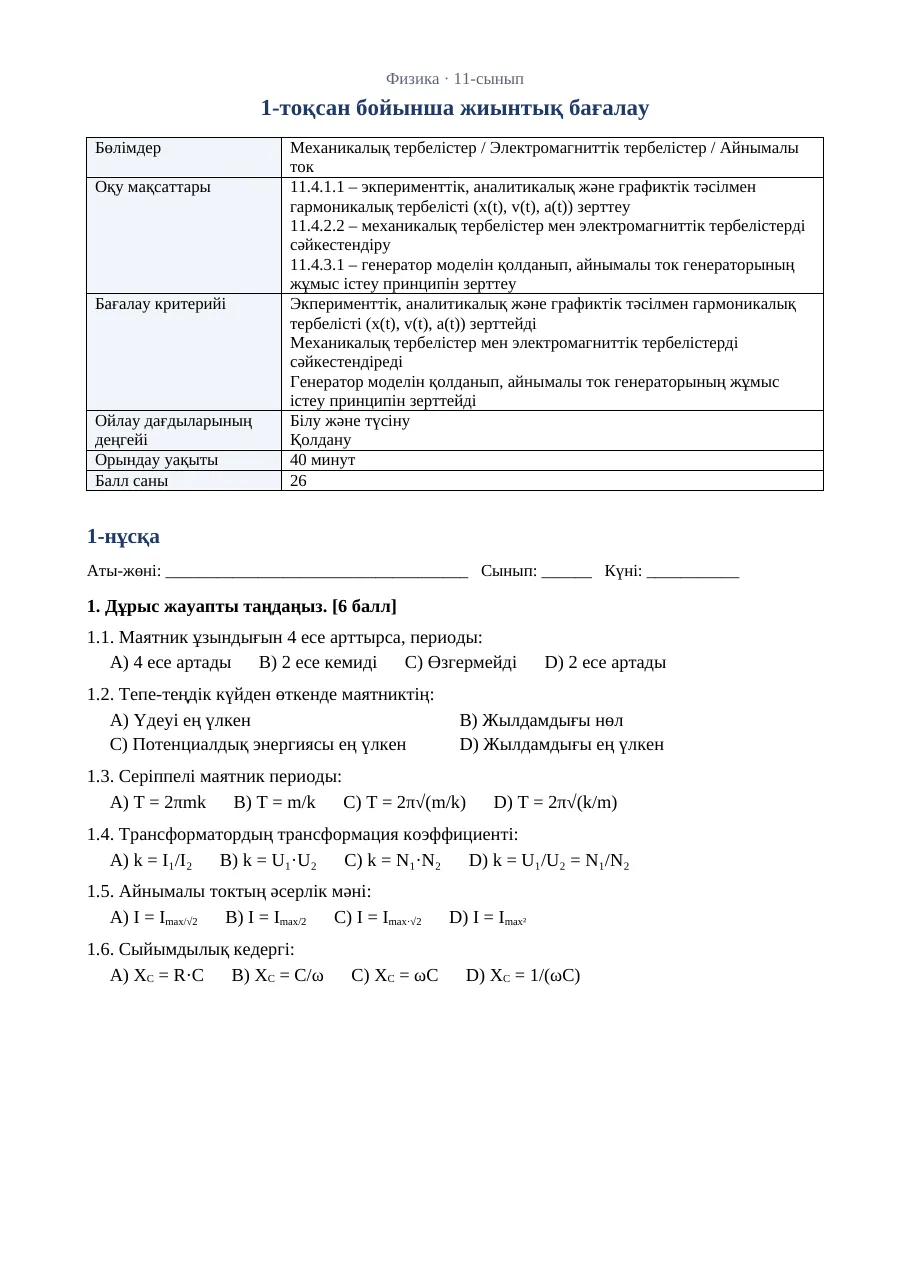 Физика · 11-сынып
1-тоқсан бойынша жиынтық бағалау
Бөлімдер
Механикалық тербелістер / Электромагниттік тербелістер / Айнымалы
ток
Оқу мақсаттары
11.4.1.1 – экперименттік, аналитикалық және графиктік тәсілмен
гармоникалық тербелісті (x(t), v(t), a(t)) зерттеу
11.4.2.2 – механикалық тербелістер мен электромагниттік тербелістерді
сәйкестендіру
11.4.3.1 – генератор моделін қолданып, айнымалы ток генераторының
жұмыс істеу принципін зерттеу
Бағалау критерийі
Экперименттік, аналитикалық және графиктік тәсілмен гармоникалық
тербелісті (x(t), v(t), a(t)) зерттейді
Механикалық тербелістер мен электромагниттік тербелістерді
сәйкестендіреді
Генератор моделін қолданып, айнымалы ток генераторының жұмыс
істеу принципін зерттейді
Ойлау дағдыларының
деңгейі
Білу және түсіну
Қолдану
Орындау уақыты
40 минут
Балл саны
26
1-нұсқа
Аты-жөні: ____________________________________ Сынып: ______ Күні: ___________
1. Дұрыс жауапты таңдаңыз. [6 балл]
1.1. Маятник ұзындығын 4 есе арттырса, периоды:
A) 4 есе артады B) 2 есе кемиді C) Өзгермейді D) 2 есе артады
1.2. Тепе-теңдік күйден өткенде маятниктің:
A) Үдеуі ең үлкен B) Жылдамдығы нөл
C) Потенциалдық энергиясы ең үлкен D) Жылдамдығы ең үлкен
1.3. Серіппелі маятник периоды:
A) T = 2πmk B) T = m/k C) T = 2π√(m/k) D) T = 2π√(k/m)
1.4. Трансформатордың трансформация коэффициенті:
A) k = I₁/I₂ B) k = U₁·U₂ C) k = N₁·N₂ D) k = U₁/U₂ = N₁/N₂
1.5. Айнымалы токтың әсерлік мәні:
A) I = Imax/√2 B) I = Imax/2 C) I = Imax·√2 D) I = Imax²
1.6. Сыйымдылық кедергі:
A) XC = R·C B) XC = C/ω C) XC = ωC D) XC = 1/(ωC)